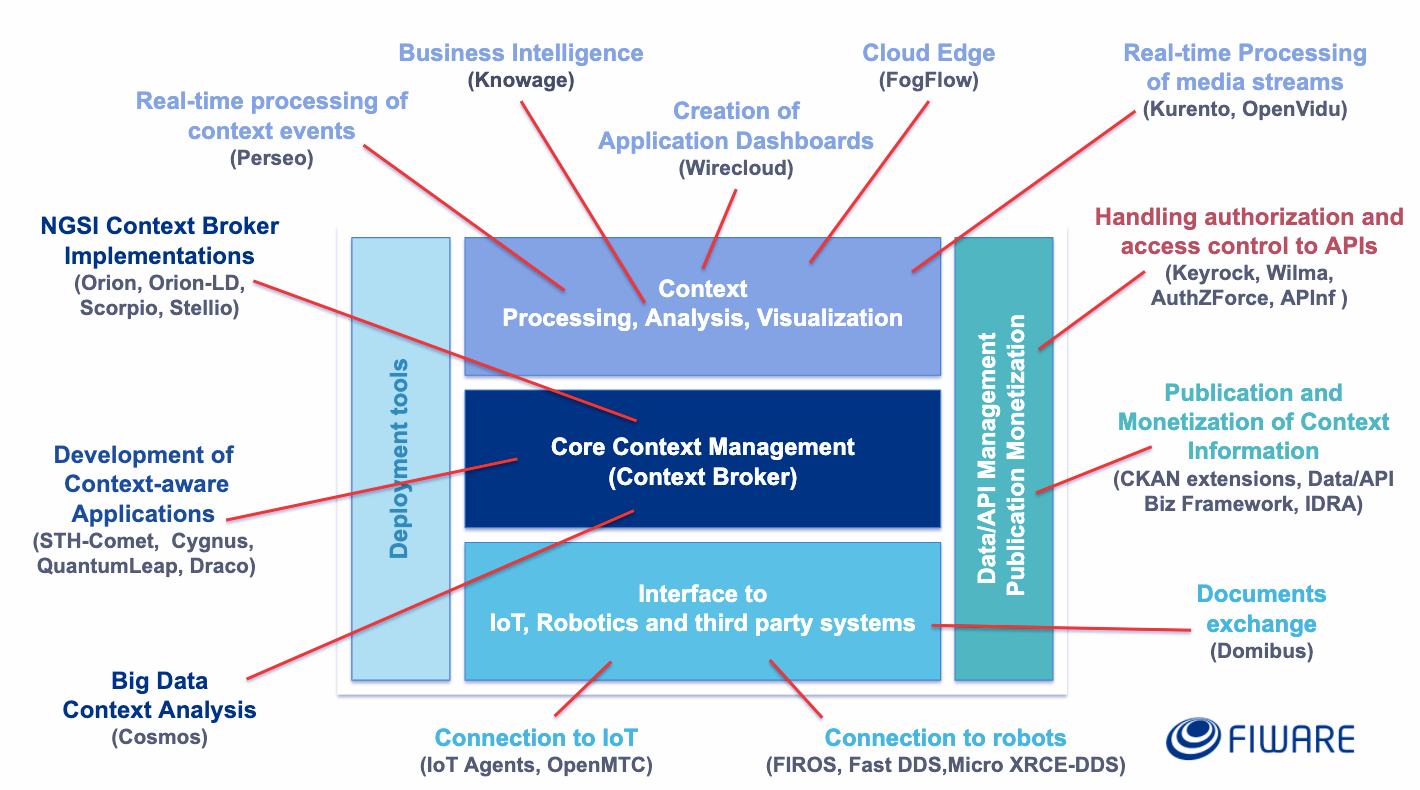 Business Intelligence
(Knowage)
Cloud Edge
(FogFlow)
Real-time Processing
of media streams
(Kurento, OpenVidu)
Real-time processing of
context events
(Perseo)
Creation of
Application Dashboards
(Wirecloud)
NGSI Context Broker
Implementations
(Orion, Orion-LD,
Scorpio, Stellio)
Handling authorization and
access control to APIs
(Keyrock, Wilma,
AuthZForce, APInf )
Context
Processing, Analysis, Visualization
Deployment tools
Core Context Management
(Context Broker)
Data/API Management
Publication Monetization
Publication and
Monetization of Context
Information
(CKAN extensions, Data/API
Biz Framework, IDRA)
Development of
Context-aware
Applications
(STH-Comet, Cygnus,
QuantumLeap, Draco)
Interface to
IoT, Robotics and third party systems
Documents
exchange
(Domibus)
Big Data
Context Analysis
(Cosmos)
Connection to IoT
(IoT Agents, OpenMTC)
Connection to robots
(FIROS, Fast DDS,Micro XRCE-DDS)
FIWARE